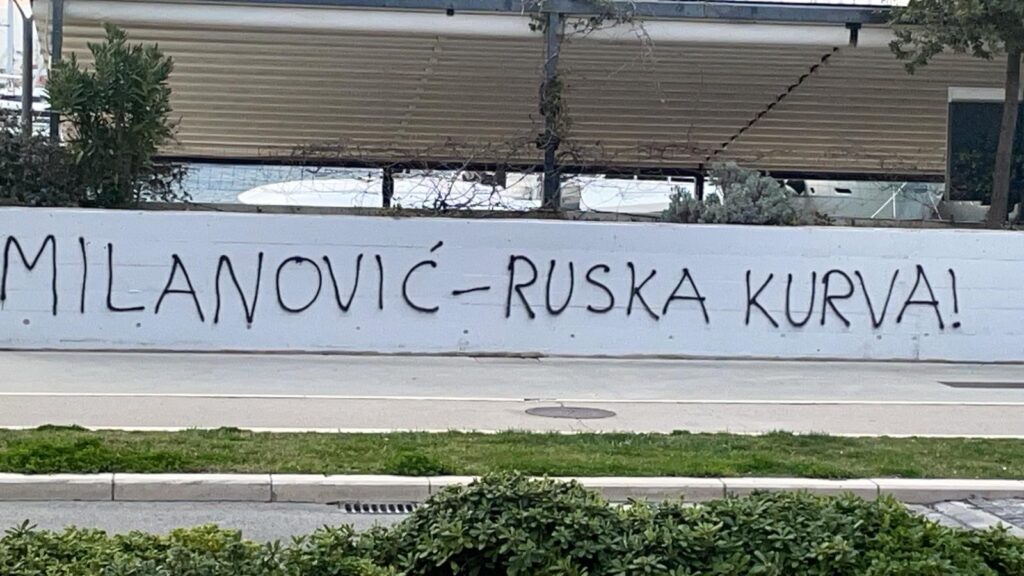 MILANOVIĆ – RUSKA KURVA!